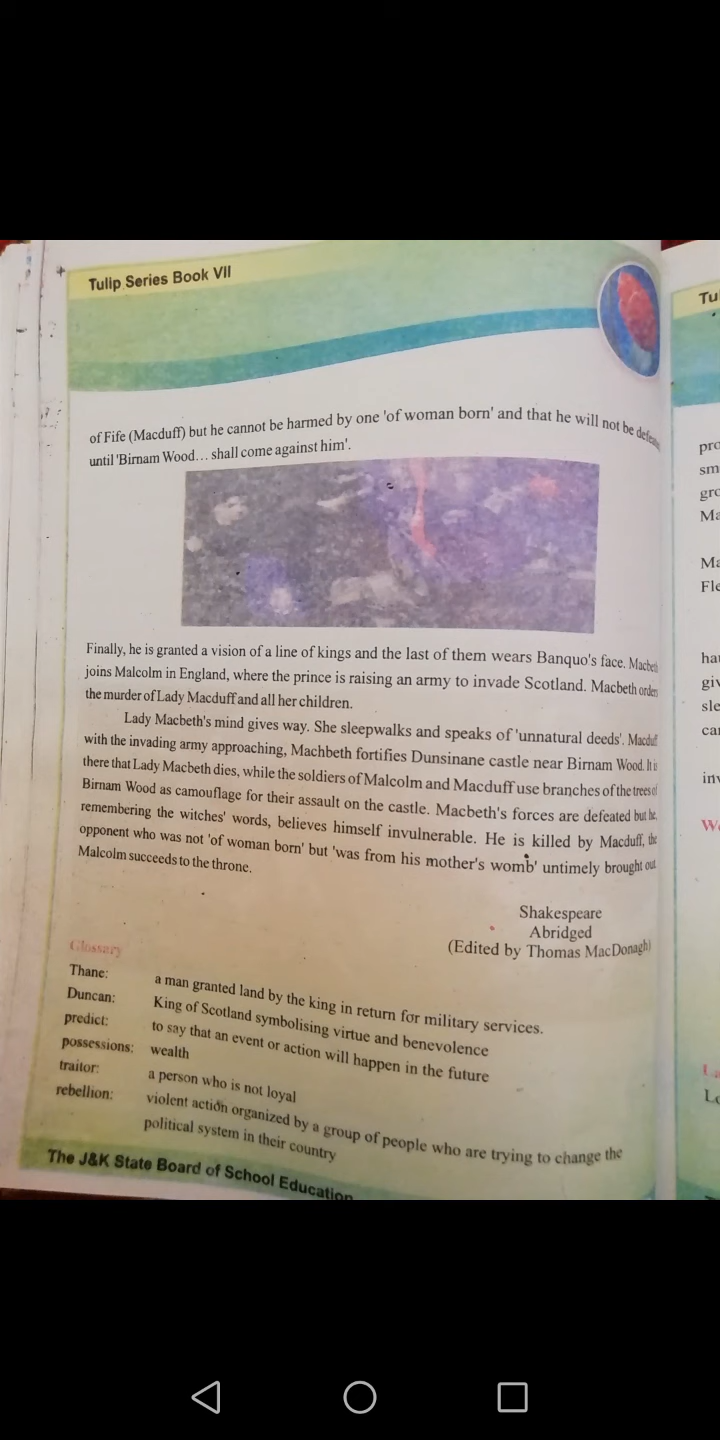 Tulip Series Book VII
of Fife (Macduff) but he cannot be harmed by one 'of woman born' and that he will not be
until 'Birnam Wood... shall come against him'.
Finally, he is granted a vision of a line of kings and the last of them wears Banquo's face. Macbeth
joins Malcolm in England, where the prince is raising an army to invade Scotland. Macbeth orders
the murder of Lady Macduff and all her children.
Lady Macbeth's mind gives way. She sleepwalks and speaks of 'unnatural deeds'. Macduff
with the invading army approaching, Machbeth fortifies Dunsinane castle near Birnam Wood. It is
there that Lady Macbeth dies, while the soldiers of Malcolm and Macduff use branches of the trees of
Birnam Wood as camouflage for their assault on the castle. Macbeth's forces are defeated but he,
remembering the witches' words, believes himself invulnerable. He is killed by Macduff, the
opponent who was not 'of woman born' but 'was from his mother's womb' untimely brought out.
Malcolm succeeds to the throne.
Shakespeare
Abridged
(Edited by Thomas MacDonagh)
Glossary
Thane: a man granted land by the king in return for military services.
Duncan: King of Scotland symbolising virtue and benevolence
predict: to say that an event or action will happen in the future
possessions: wealth
traitor: a person who is not loyal
rebellion: violent action organized by a group of people who are trying to change the
political system in their country
The J&K State Board of School Education